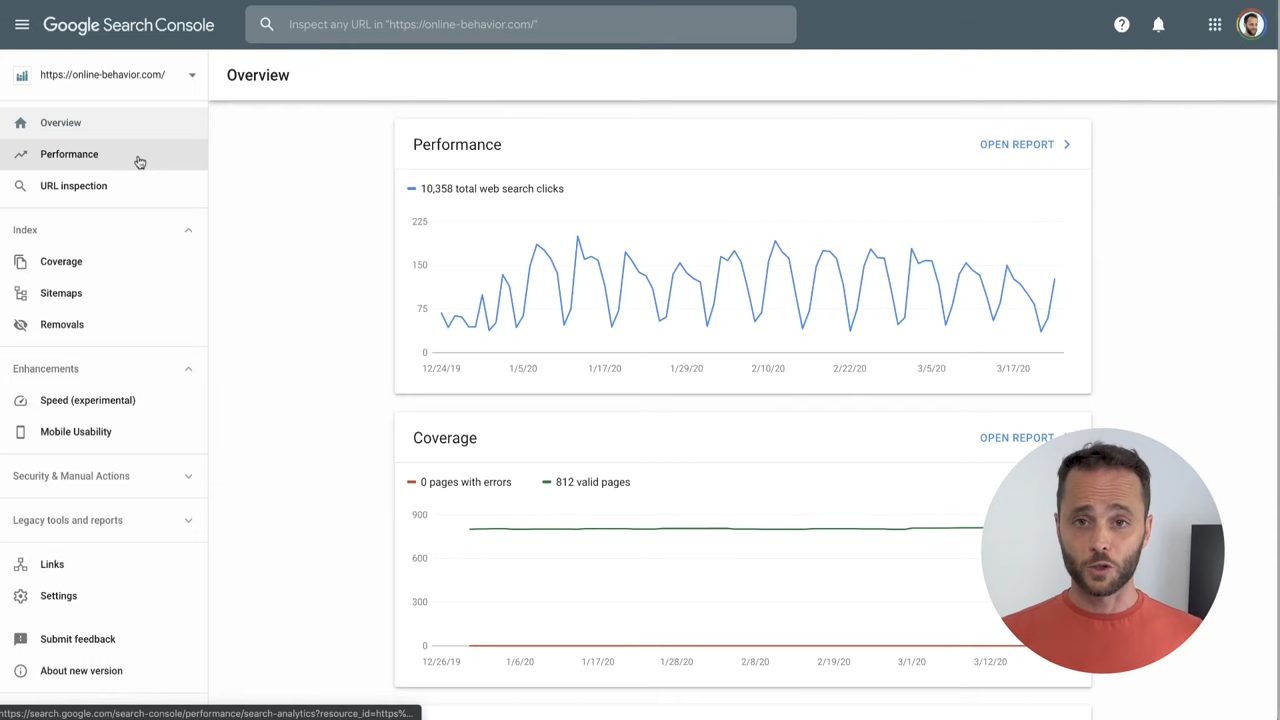 Google Search Console
Inspect any URL in "https://online-behavior.com/"
https://online-behavior.com/
Overview
Performance
URL inspection
Index
Coverage
Sitemaps
Removals
Enhancements
Speed (experimental)
Mobile Usability
Security & Manual Actions
Legacy tools and reports
Links
Settings
Submit feedback
About new version
https://search.google.com/search-console/performance/search-analytics?resource_id=https%...
Overview
Performance
OPEN REPORT
10,358 total web search clicks
225
150
75
0
12/24/19 1/5/20 1/17/20 1/29/20 2/10/20 2/22/20 3/5/20 3/17/20
Coverage
OPEN REPORT
0 pages with errors 812 valid pages
900
600
300
0
12/26/19 1/6/20 1/17/20 1/28/20 2/8/20 2/19/20 3/1/20 3/12/20